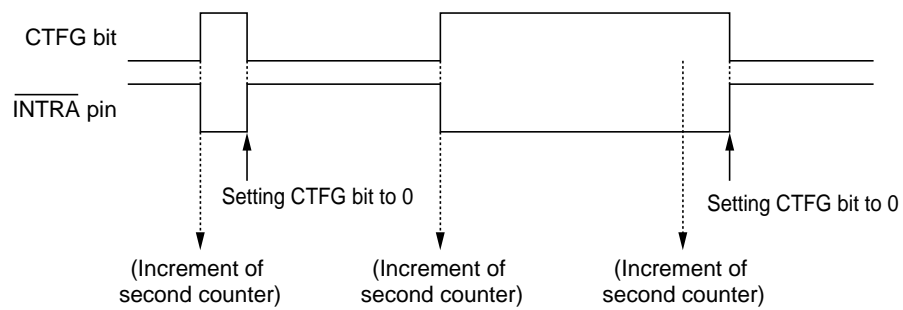 CTFG bit
INTRA pin
Setting CTFG bit to 0
Setting CTFG bit to 0
(Increment of
second counter)
(Increment of
second counter)
(Increment of
second counter)